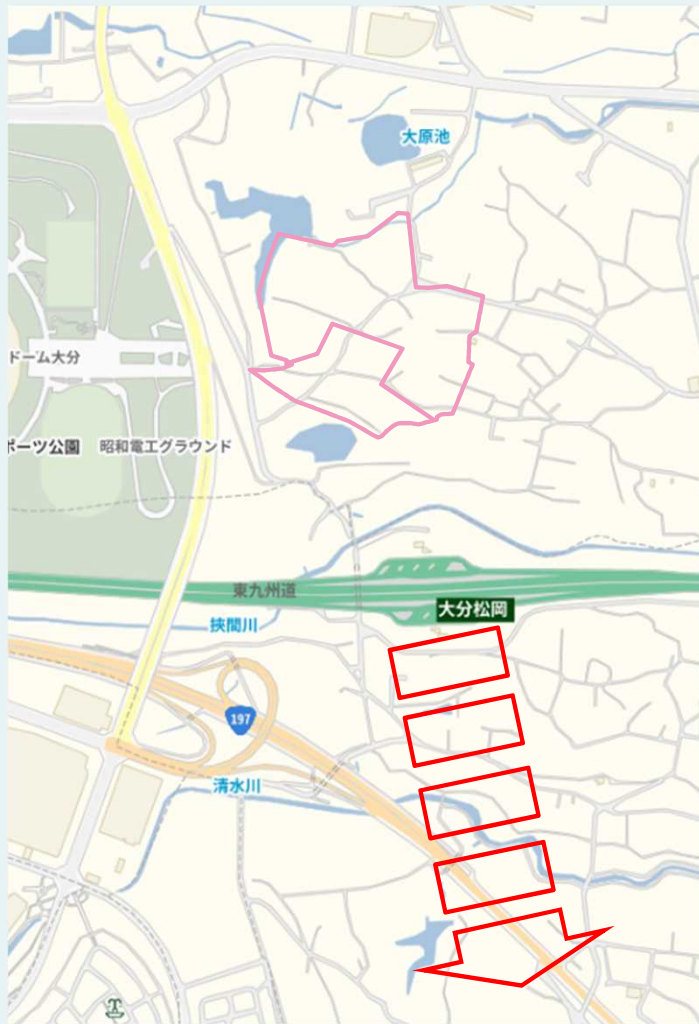 大原池
ドーム大分
ポーツ公園
昭和電工グラウンド
東九州道
大分松岡
挾間川
197
清水川